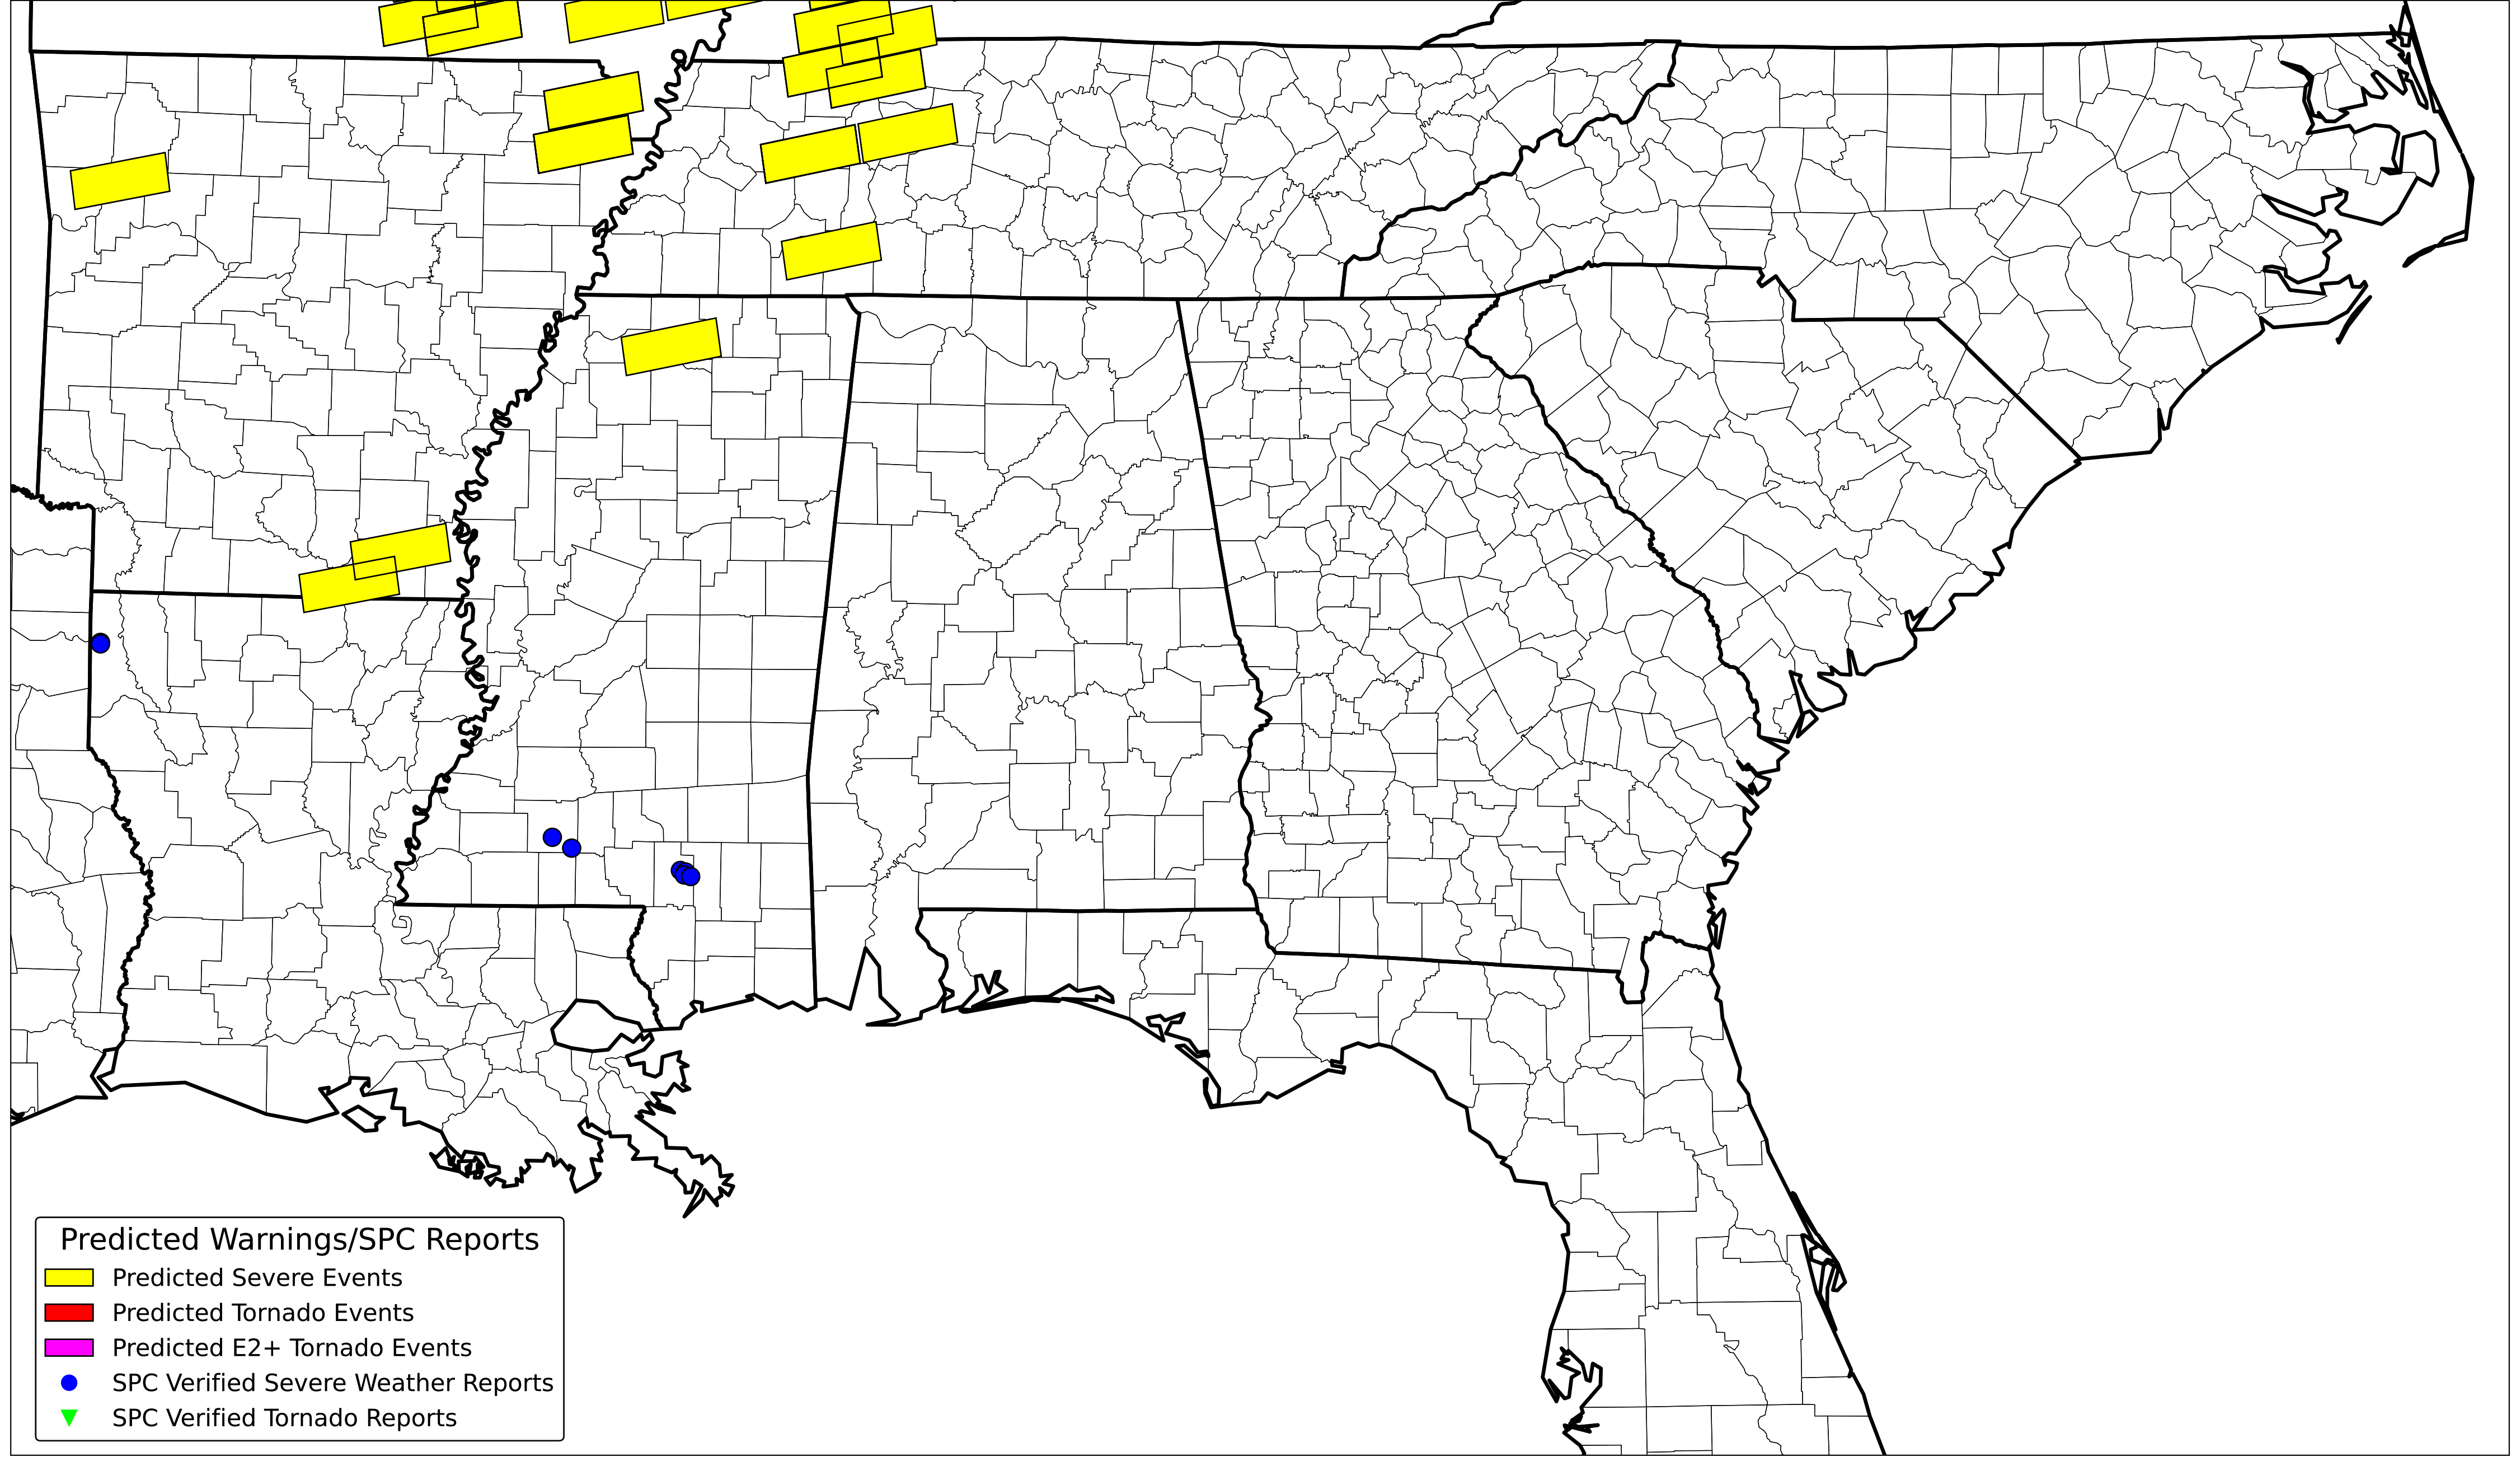 Predicted Warnings/SPC Reports
Predicted Severe Events
Predicted Tornado Events
Predicted E2+ Tornado Events
SPC Verified Severe Weather Reports
SPC Verified Tornado Reports